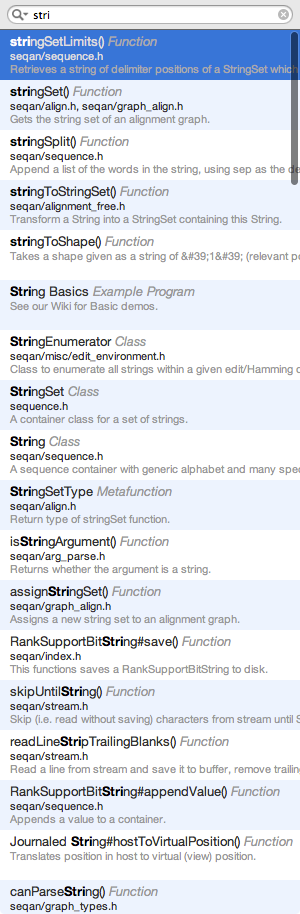 stri
stringSetLimits() Function
seqan/sequence.h
Retrieves a string of delimiter positions of a StringSet which
stringSet() Function
seqan/align.h, seqan/graph_align.h
Gets the string set of an alignment graph.
stringSplit() Function
seqan/sequence.h
Append a list of the words in the string, using sep as the de
stringToStringSet() Function
seqan/alignment_free.h
Transform a String into a StringSet containing this String.
stringToShape() Function
Takes a shape given as a string of &#39;1&#39; (relevant po
String Basics Example Program
See our Wiki for Basic demos.
StringEnumerator Class
seqan/misc/edit_environment.h
Class to enumerate all strings within a given edit/Hamming d
StringSet Class
sequence.h
A container class for a set of strings.
String Class
seqan/sequence.h
A sequence container with generic alphabet and many spec
StringSetType Metafunction
seqan/align.h
Return type of stringSet function.
isStringArgument() Function
seqan/arg_parse.h
Returns whether the argument is a string.
assignStringSet() Function
seqan/graph_align.h
Assigns a new string set to an alignment graph.
RankSupportBitString#save() Function
seqan/index.h
This functions saves a RankSupportBitString to disk.
skipUntilString() Function
seqan/stream.h
Skip (i.e. read without saving) characters from stream until S
readLineStripTrailingBlanks() Function
seqan/stream.h
Read a line from stream and save it to buffer, remove trailin
RankSupportBitString#appendValue() Function
seqan/sequence.h
Appends a value to a container.
Journaled String#hostToVirtualPosition() Function
Translates position in host to virtual (view) position.
canParseString() Function
seqan/graph_types.h